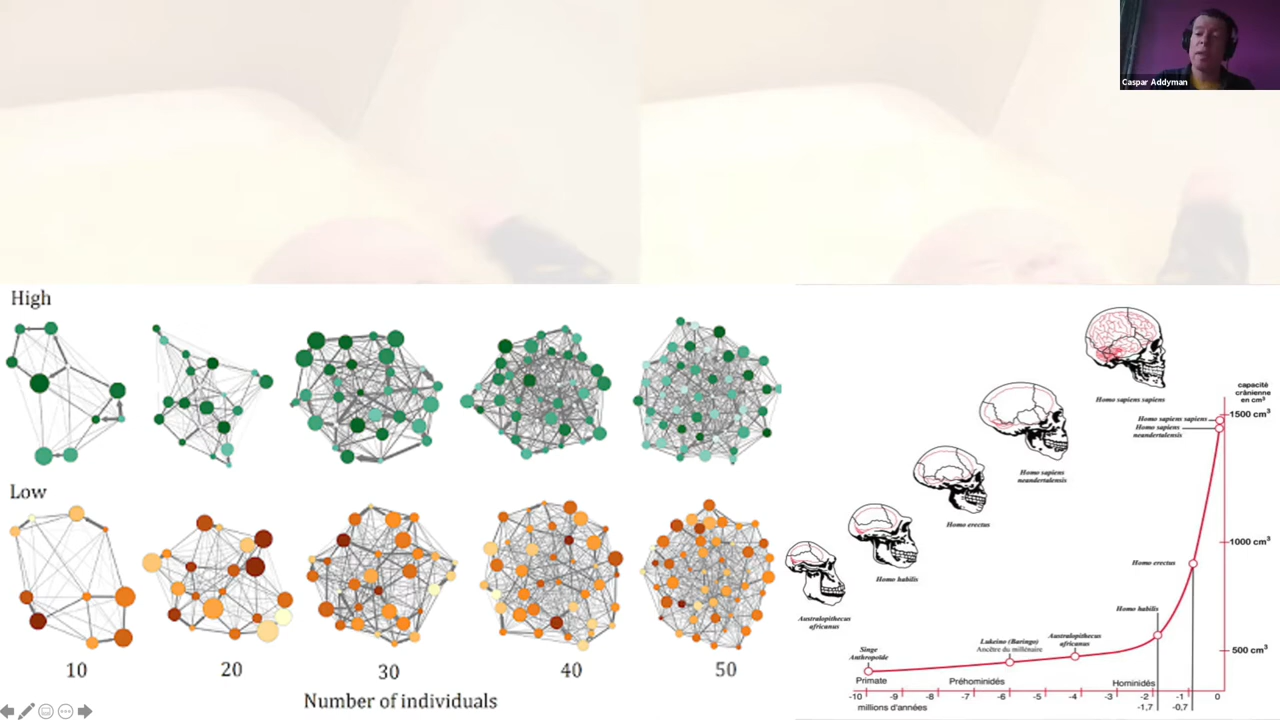 Caspar Addyman
High
Low
10
20
30
40
50
Number of individuals
Homo sapiens sapiens
Homo sapiens
neandertalensis
Homo erectus
Homo habilis
Australopithecus
africanus
capacité
crânienne
en cm³
1500 cm³
Homo sapiens sapiens
Homo sapiens
neandertalensis
1000 cm³
Homo erectus
Homo habilis
500 cm³
Singe
Anthropoïde
Lukeino (Baringo)
Ancêtre du millénaire
Australopithecus
africanus
Primate
Préhominidés
Hominidés
-10 -9 -8 -7 -6 -5 -4 -3 -2 -1 0
millions d'années
-1,7 -0,7